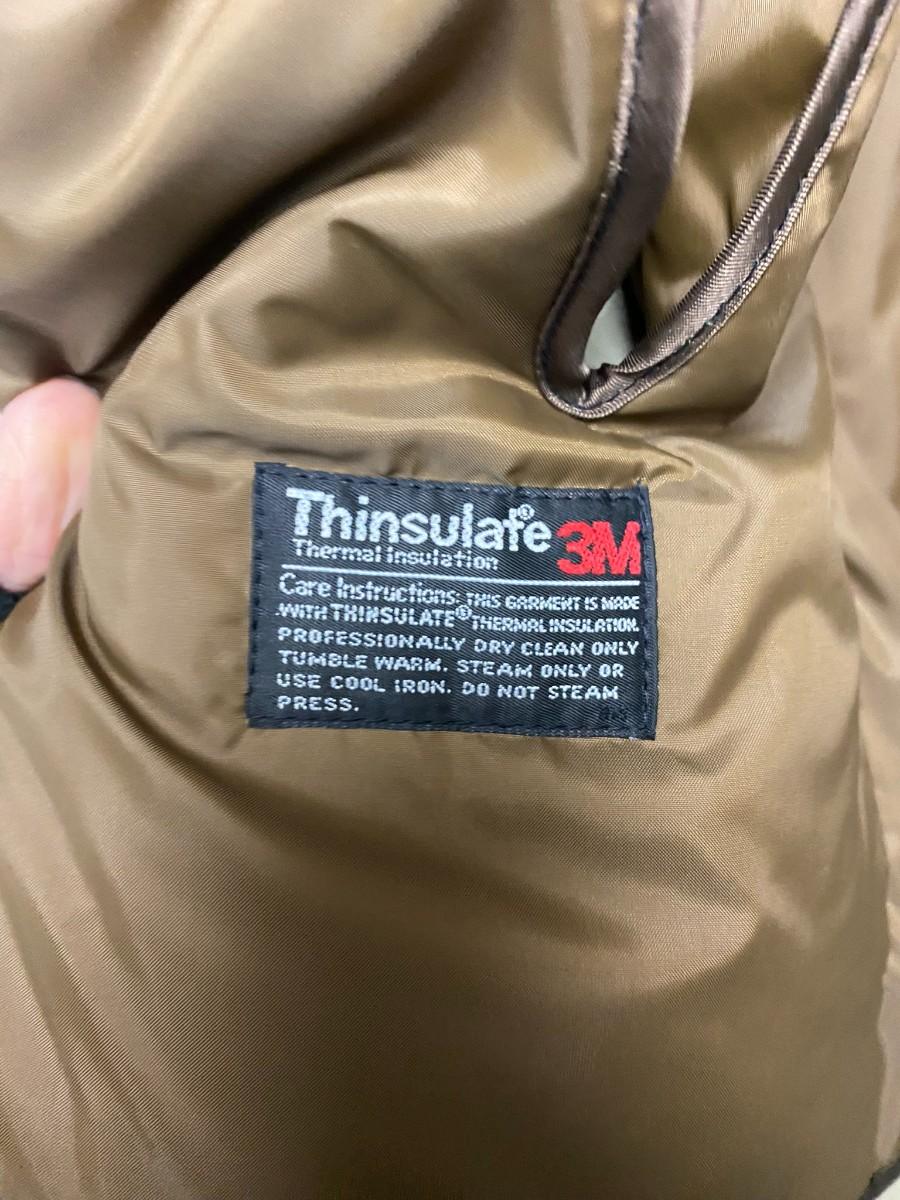 Thinsulate® 3M
Thermal Insulation
Care Instructions: THIS GARMENT IS MADE
WITH THINSULATE® THERMAL INSULATION.
PROFESSIONALLY DRY CLEAN ONLY
TUMBLE WARM. STEAM ONLY OR
USE COOL IRON. DO NOT STEAM
PRESS.